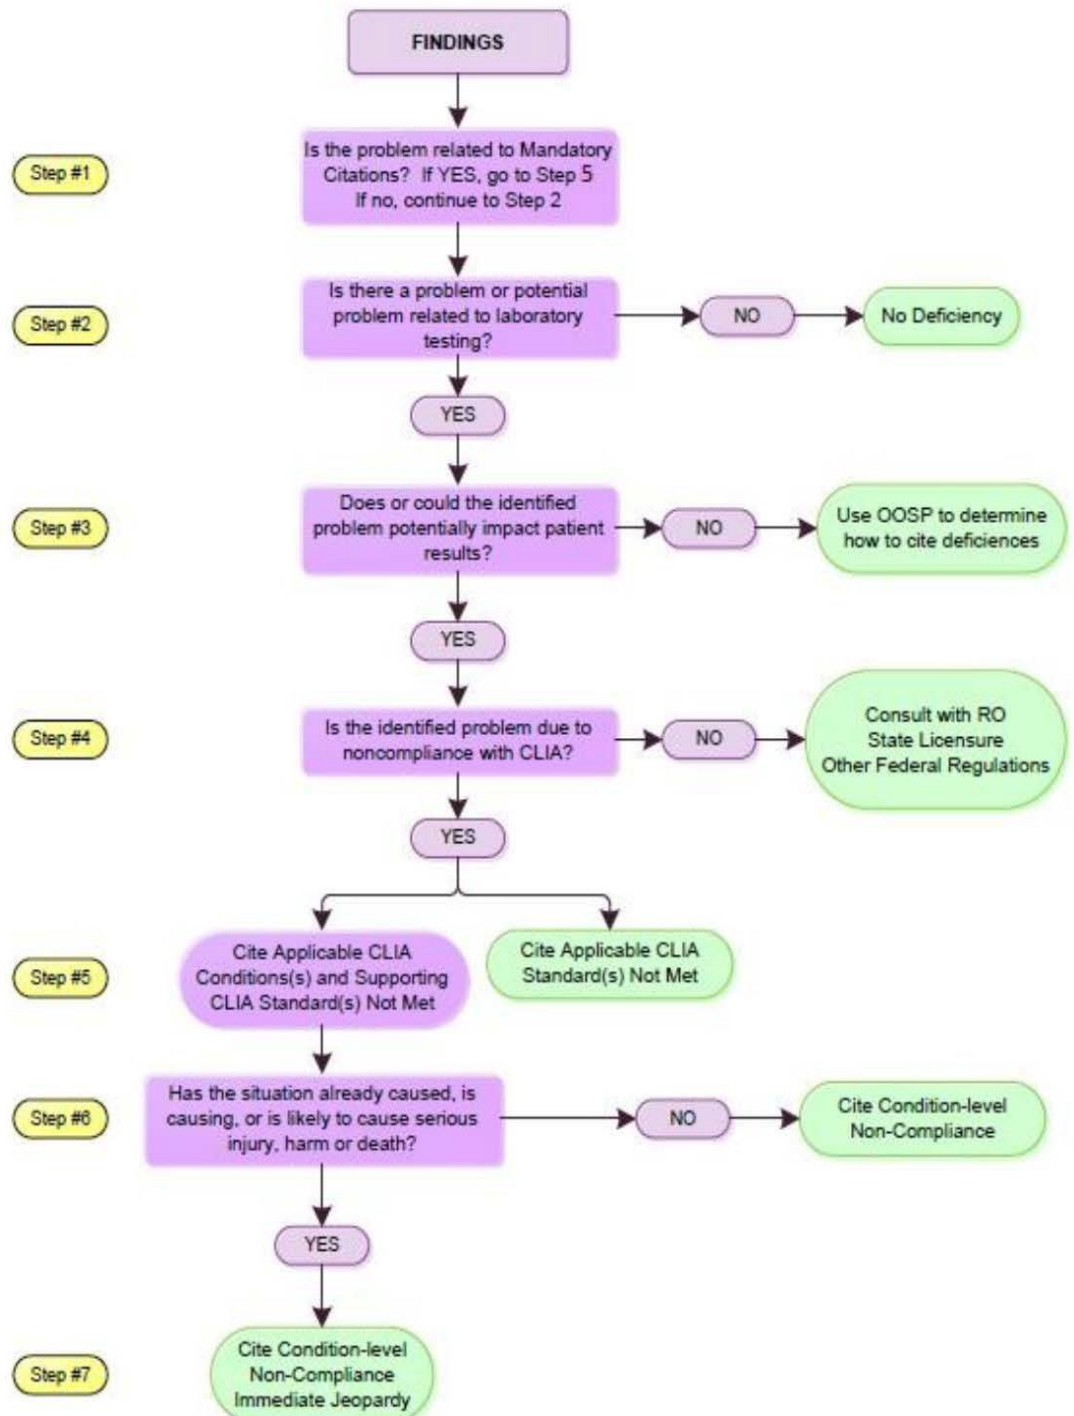 FINDINGS
Step #1
Is the problem related to Mandatory
Citations? If YES, go to Step 5
If no, continue to Step 2
Step #2
Is there a problem or potential
problem related to laboratory
testing?
NO
No Deficiency
YES
Step #3
Does or could the identified
problem potentially impact patient
results?
NO
Use OOSP to determine
how to cite deficiences
YES
Step #4
Is the identified problem due to
noncompliance with CLIA?
NO
Consult with RO
State Licensure
Other Federal Regulations
YES
Step #5
Cite Applicable CLIA
Conditions(s) and Supporting
CLIA Standard(s) Not Met
Cite Applicable CLIA
Standard(s) Not Met
Step #6
Has the situation already caused, is
causing, or is likely to cause serious
injury, harm or death?
NO
Cite Condition-level
Non-Compliance
YES
Step #7
Cite Condition-level
Non-Compliance
Immediate Jeopardy